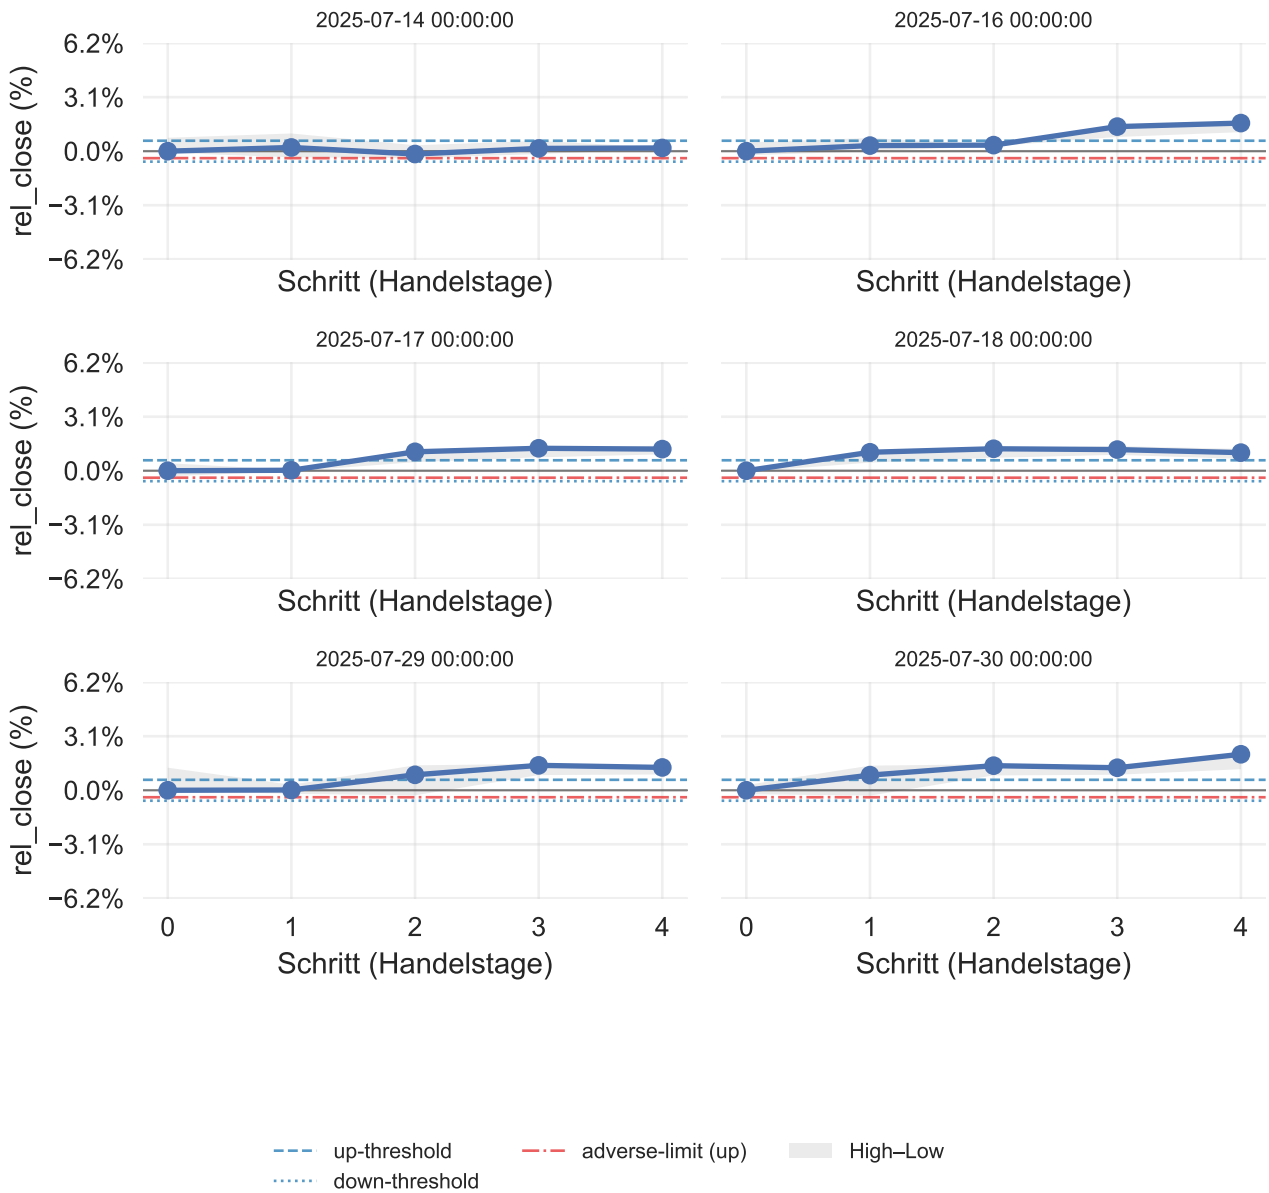 2025-07-14 00:00:00
2025-07-16 00:00:00
6.2%
3.1%
0.0%
−3.1%
−6.2%
rel_close (%)
Schritt (Handelstage)
Schritt (Handelstage)
2025-07-17 00:00:00
2025-07-18 00:00:00
6.2%
3.1%
0.0%
−3.1%
−6.2%
rel_close (%)
Schritt (Handelstage)
Schritt (Handelstage)
2025-07-29 00:00:00
2025-07-30 00:00:00
6.2%
3.1%
0.0%
−3.1%
−6.2%
rel_close (%)
0 1 2 3 4
0 1 2 3 4
Schritt (Handelstage)
Schritt (Handelstage)
up-threshold
adverse-limit (up)
High–Low
down-threshold